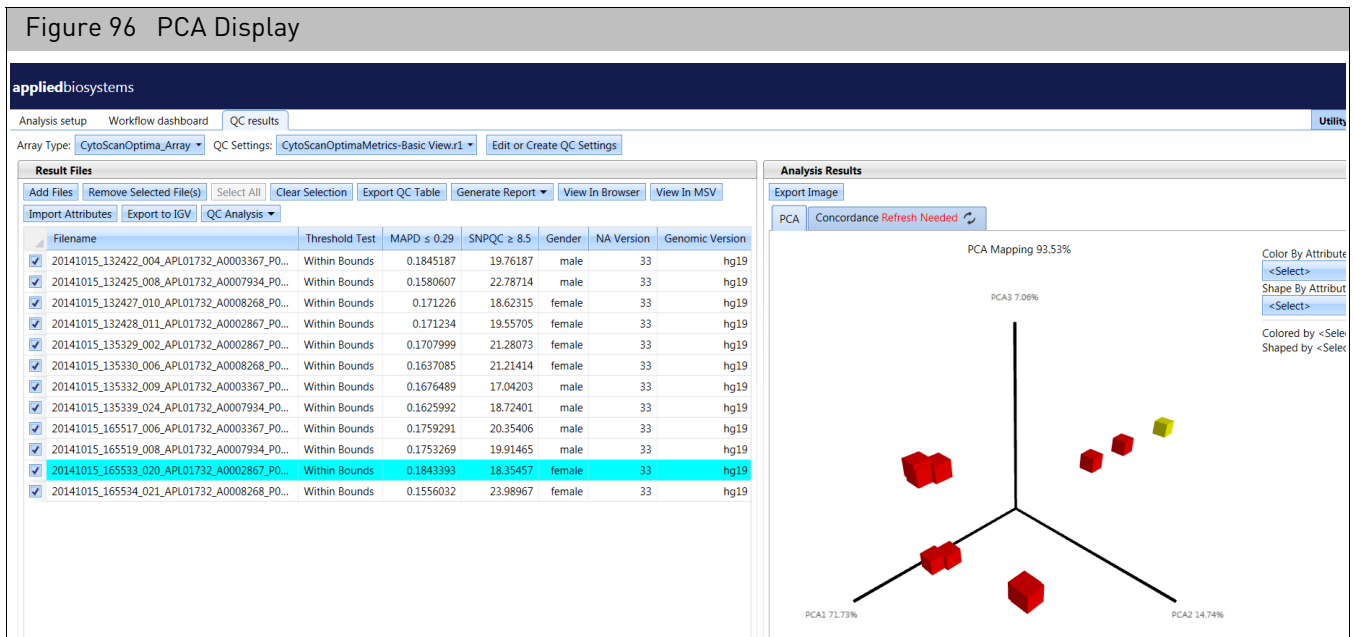 Figure 96 PCA Display
appliedbiosystems
Analysis setup Workflow dashboard QC results Utility
Array Type: CytoScanOptima_Array QC Settings: CytoScanOptimaMetrics-Basic View.r1 Edit or Create QC Settings
Result Files
Add Files Remove Selected File(s) Select All Clear Selection Export QC Table Generate Report View In Browser View In MSV
Import Attributes Export to IGV QC Analysis
Filename Threshold Test MAPD ≤ 0.29 SNPQC ≥ 8.5 Gender NA Version Genomic Version
20141015_132422_004_APL01732_A0003367_P0... Within Bounds 0.1845187 19.76187 male 33 hg19
20141015_132425_008_APL01732_A0007934_P0... Within Bounds 0.1580607 22.78714 male 33 hg19
20141015_132427_010_APL01732_A0008268_P0... Within Bounds 0.171226 18.62315 female 33 hg19
20141015_132428_011_APL01732_A0002867_P0... Within Bounds 0.171234 19.55705 female 33 hg19
20141015_135329_002_APL01732_A0002867_P0... Within Bounds 0.1707999 21.28073 female 33 hg19
20141015_135330_006_APL01732_A0008268_P0... Within Bounds 0.1637085 21.21414 female 33 hg19
20141015_135332_009_APL01732_A0003367_P0... Within Bounds 0.1676489 17.04203 male 33 hg19
20141015_135339_024_APL01732_A0007934_P0... Within Bounds 0.1625992 18.72401 male 33 hg19
20141015_165517_006_APL01732_A0003367_P0... Within Bounds 0.1759291 20.35406 male 33 hg19
20141015_165519_008_APL01732_A0007934_P0... Within Bounds 0.1753269 19.91465 male 33 hg19
20141015_165533_020_APL01732_A0002867_P0... Within Bounds 0.1843393 18.35457 female 33 hg19
20141015_165534_021_APL01732_A0008268_P0... Within Bounds 0.1556032 23.98967 female 33 hg19
Analysis Results
Export Image
PCA Concordance Refresh Needed
PCA Mapping 93.53%
Color By Attribute
<Select>
Shape By Attribut
<Select>
Colored by <Sele
Shaped by <Selec
PCA3 7.06%
PCA1 71.73%
PCA2 14.74%